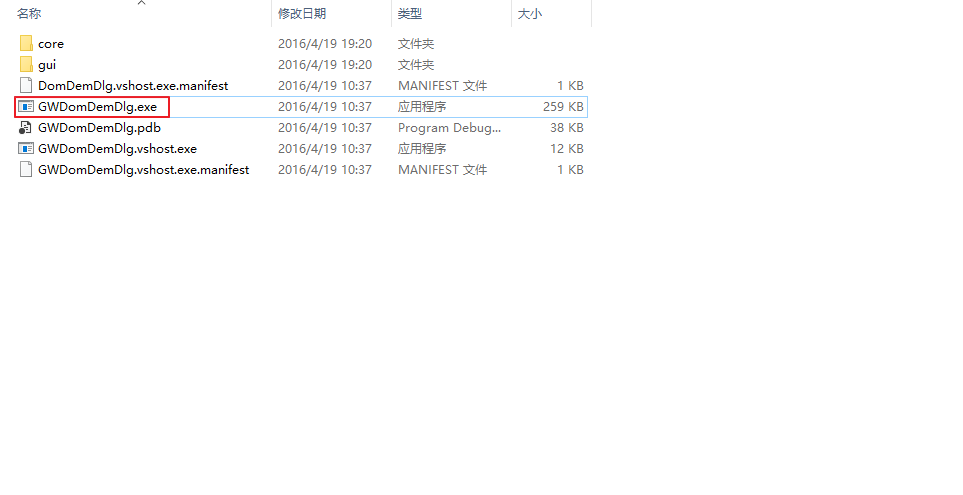 名称 修改日期 类型 大小
core 2016/4/19 19:20 文件夹
gui 2016/4/19 19:20 文件夹
DomDemDlg.vshost.exe.manifest 2016/4/19 10:37 MANIFEST 文件 1 KB
GWDomDemDlg.exe 2016/4/19 10:37 应用程序 259 KB
GWDomDemDlg.pdb 2016/4/19 10:37 Program Debug... 38 KB
GWDomDemDlg.vshost.exe 2016/4/19 10:37 应用程序 12 KB
GWDomDemDlg.vshost.exe.manifest 2016/4/19 10:37 MANIFEST 文件 1 KB